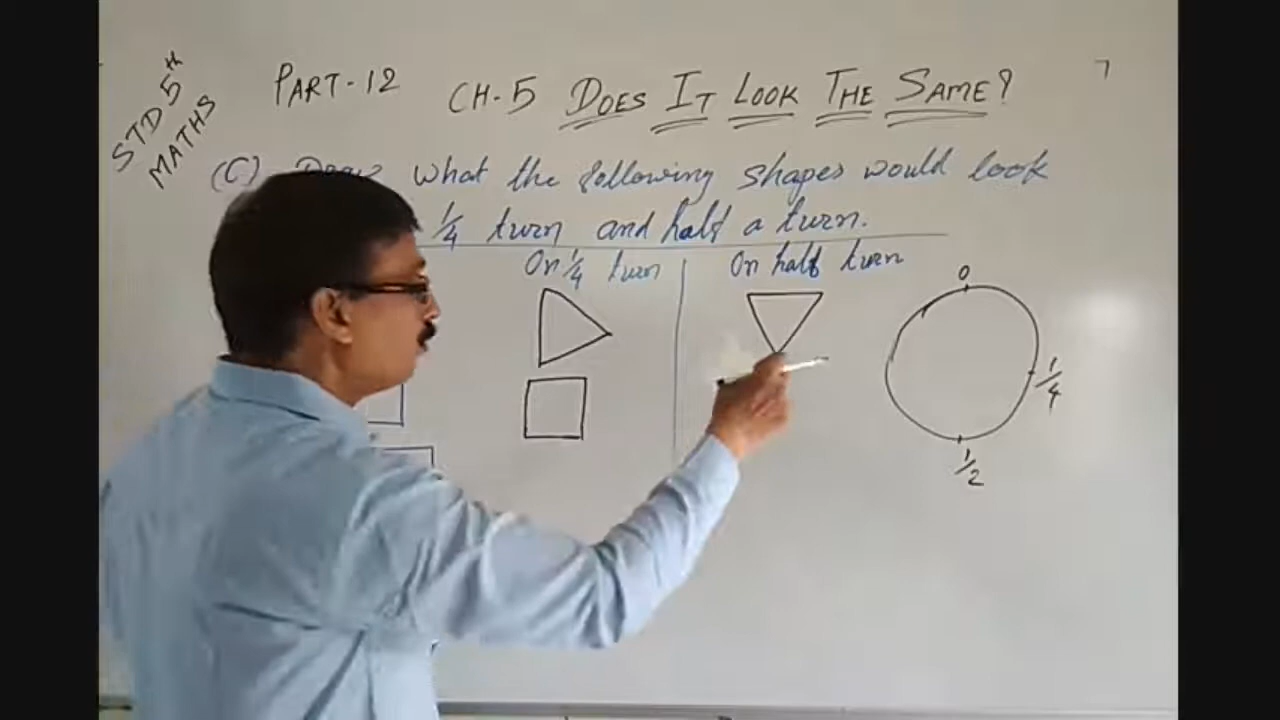 STD 5th
MATHS
PART-12
CH-5 DOES IT LOOK THE SAME?
7
(C) Draw what the following shapes would look
1/4 turn and half a turn.
On 1/4 turn
On half turn
0
1/4
1/2